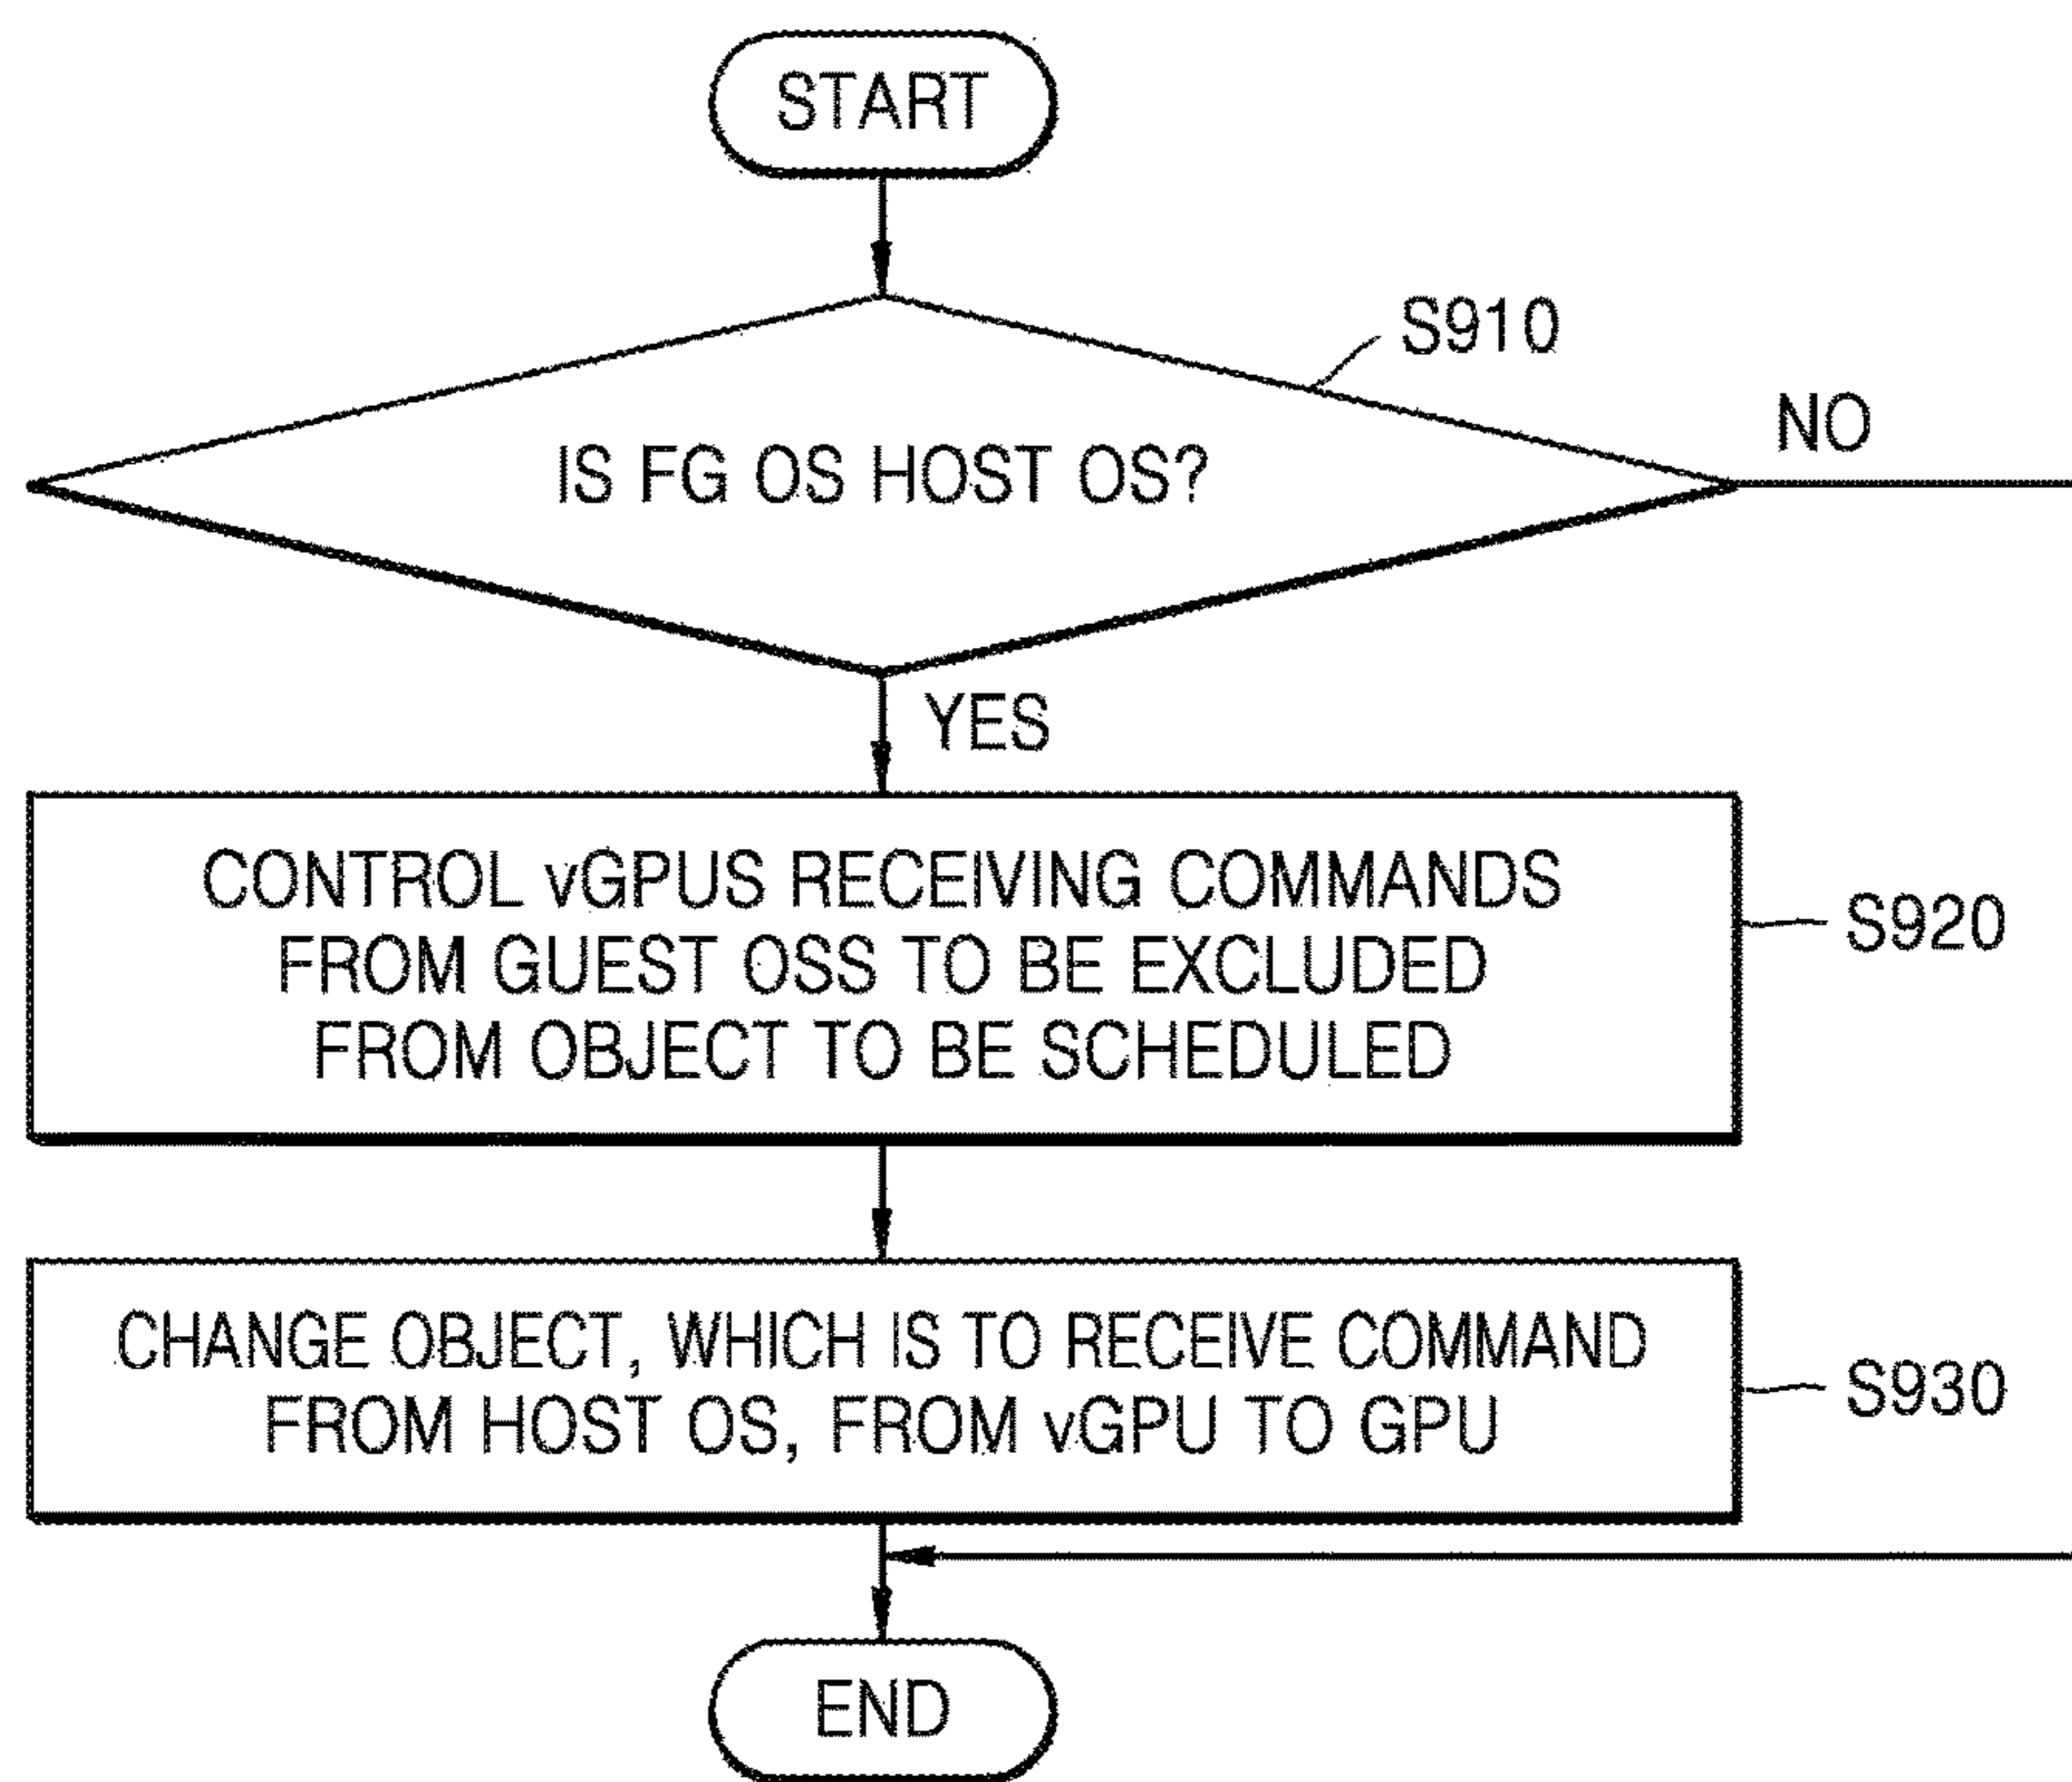 START
S910
NO
IS FG OS HOST OS?
YES
CONTROL vGPUS RECEIVING COMMANDS
FROM GUEST OSS TO BE EXCLUDED
FROM OBJECT TO BE SCHEDULED
S920
CHANGE OBJECT, WHICH IS TO RECEIVE COMMAND
FROM HOST OS, FROM vGPU TO GPU
S930
END